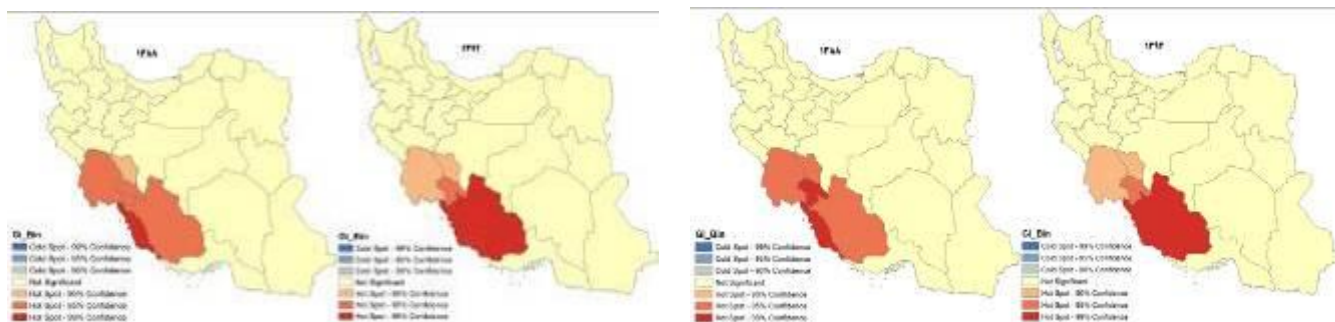 ۱۳۸۸
۱۳۹۳
۱۳۸۸
۱۳۹۳
Gi_Bin
Cold Spot - 99% Confidence
Cold Spot - 95% Confidence
Cold Spot - 90% Confidence
Not Significant
Hot Spot - 90% Confidence
Hot Spot - 95% Confidence
Hot Spot - 99% Confidence
Gi_Bin
Cold Spot - 99% Confidence
Cold Spot - 95% Confidence
Cold Spot - 90% Confidence
Not Significant
Hot Spot - 90% Confidence
Hot Spot - 95% Confidence
Hot Spot - 99% Confidence
Gi_Bin
Cold Spot - 99% Confidence
Cold Spot - 95% Confidence
Cold Spot - 90% Confidence
Not Significant
Hot Spot - 90% Confidence
Hot Spot - 95% Confidence
Hot Spot - 99% Confidence
Gi_Bin
Cold Spot - 99% Confidence
Cold Spot - 95% Confidence
Cold Spot - 90% Confidence
Not Significant
Hot Spot - 90% Confidence
Hot Spot - 95% Confidence
Hot Spot - 99% Confidence